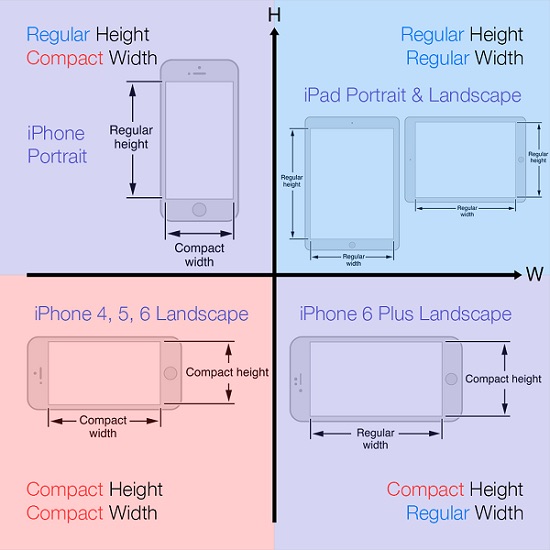 H
Regular Height
Compact Width
iPhone
Portrait
Regular
height
Compact
width
Regular Height
Regular Width
iPad Portrait & Landscape
Regular
height
Regular
width
Regular
height
Regular
width
W
iPhone 4, 5, 6 Landscape
Compact height
Compact
width
Compact Height
Compact Width
iPhone 6 Plus Landscape
Compact height
Regular
width
Compact Height
Regular Width